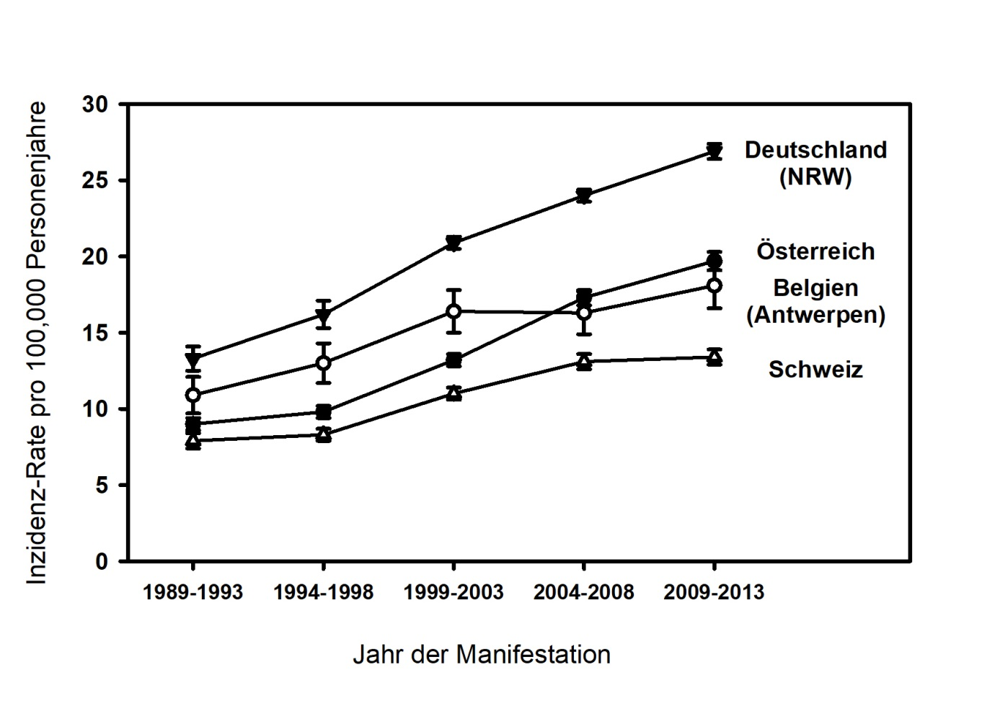 Inzidenz-Rate pro 100,000 Personenjahre
30
25
20
15
10
5
0
Deutschland
(NRW)
Österreich
Belgien
(Antwerpen)
Schweiz
1989-1993 1994-1998 1999-2003 2004-2008 2009-2013
Jahr der Manifestation